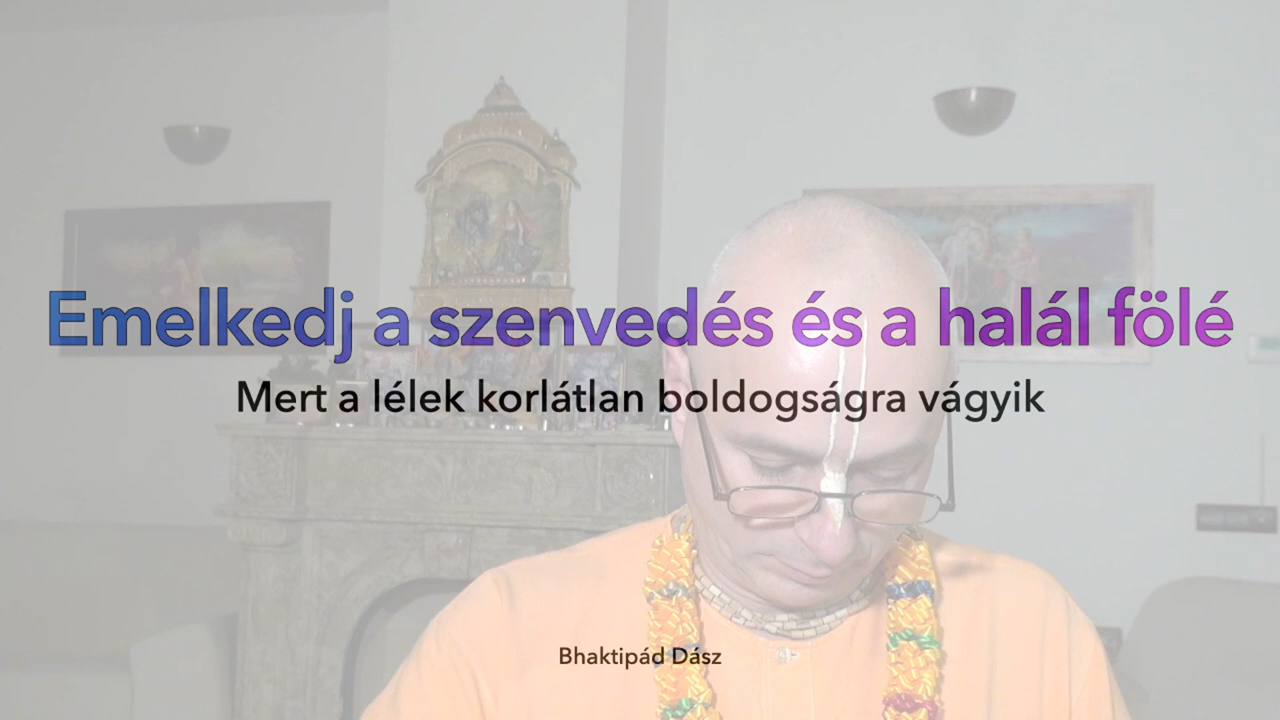 Emelkedj a szenvedés és a halál fölé
Mert a lélek korlátlan boldogságra vágyik
Bhaktipád Dász